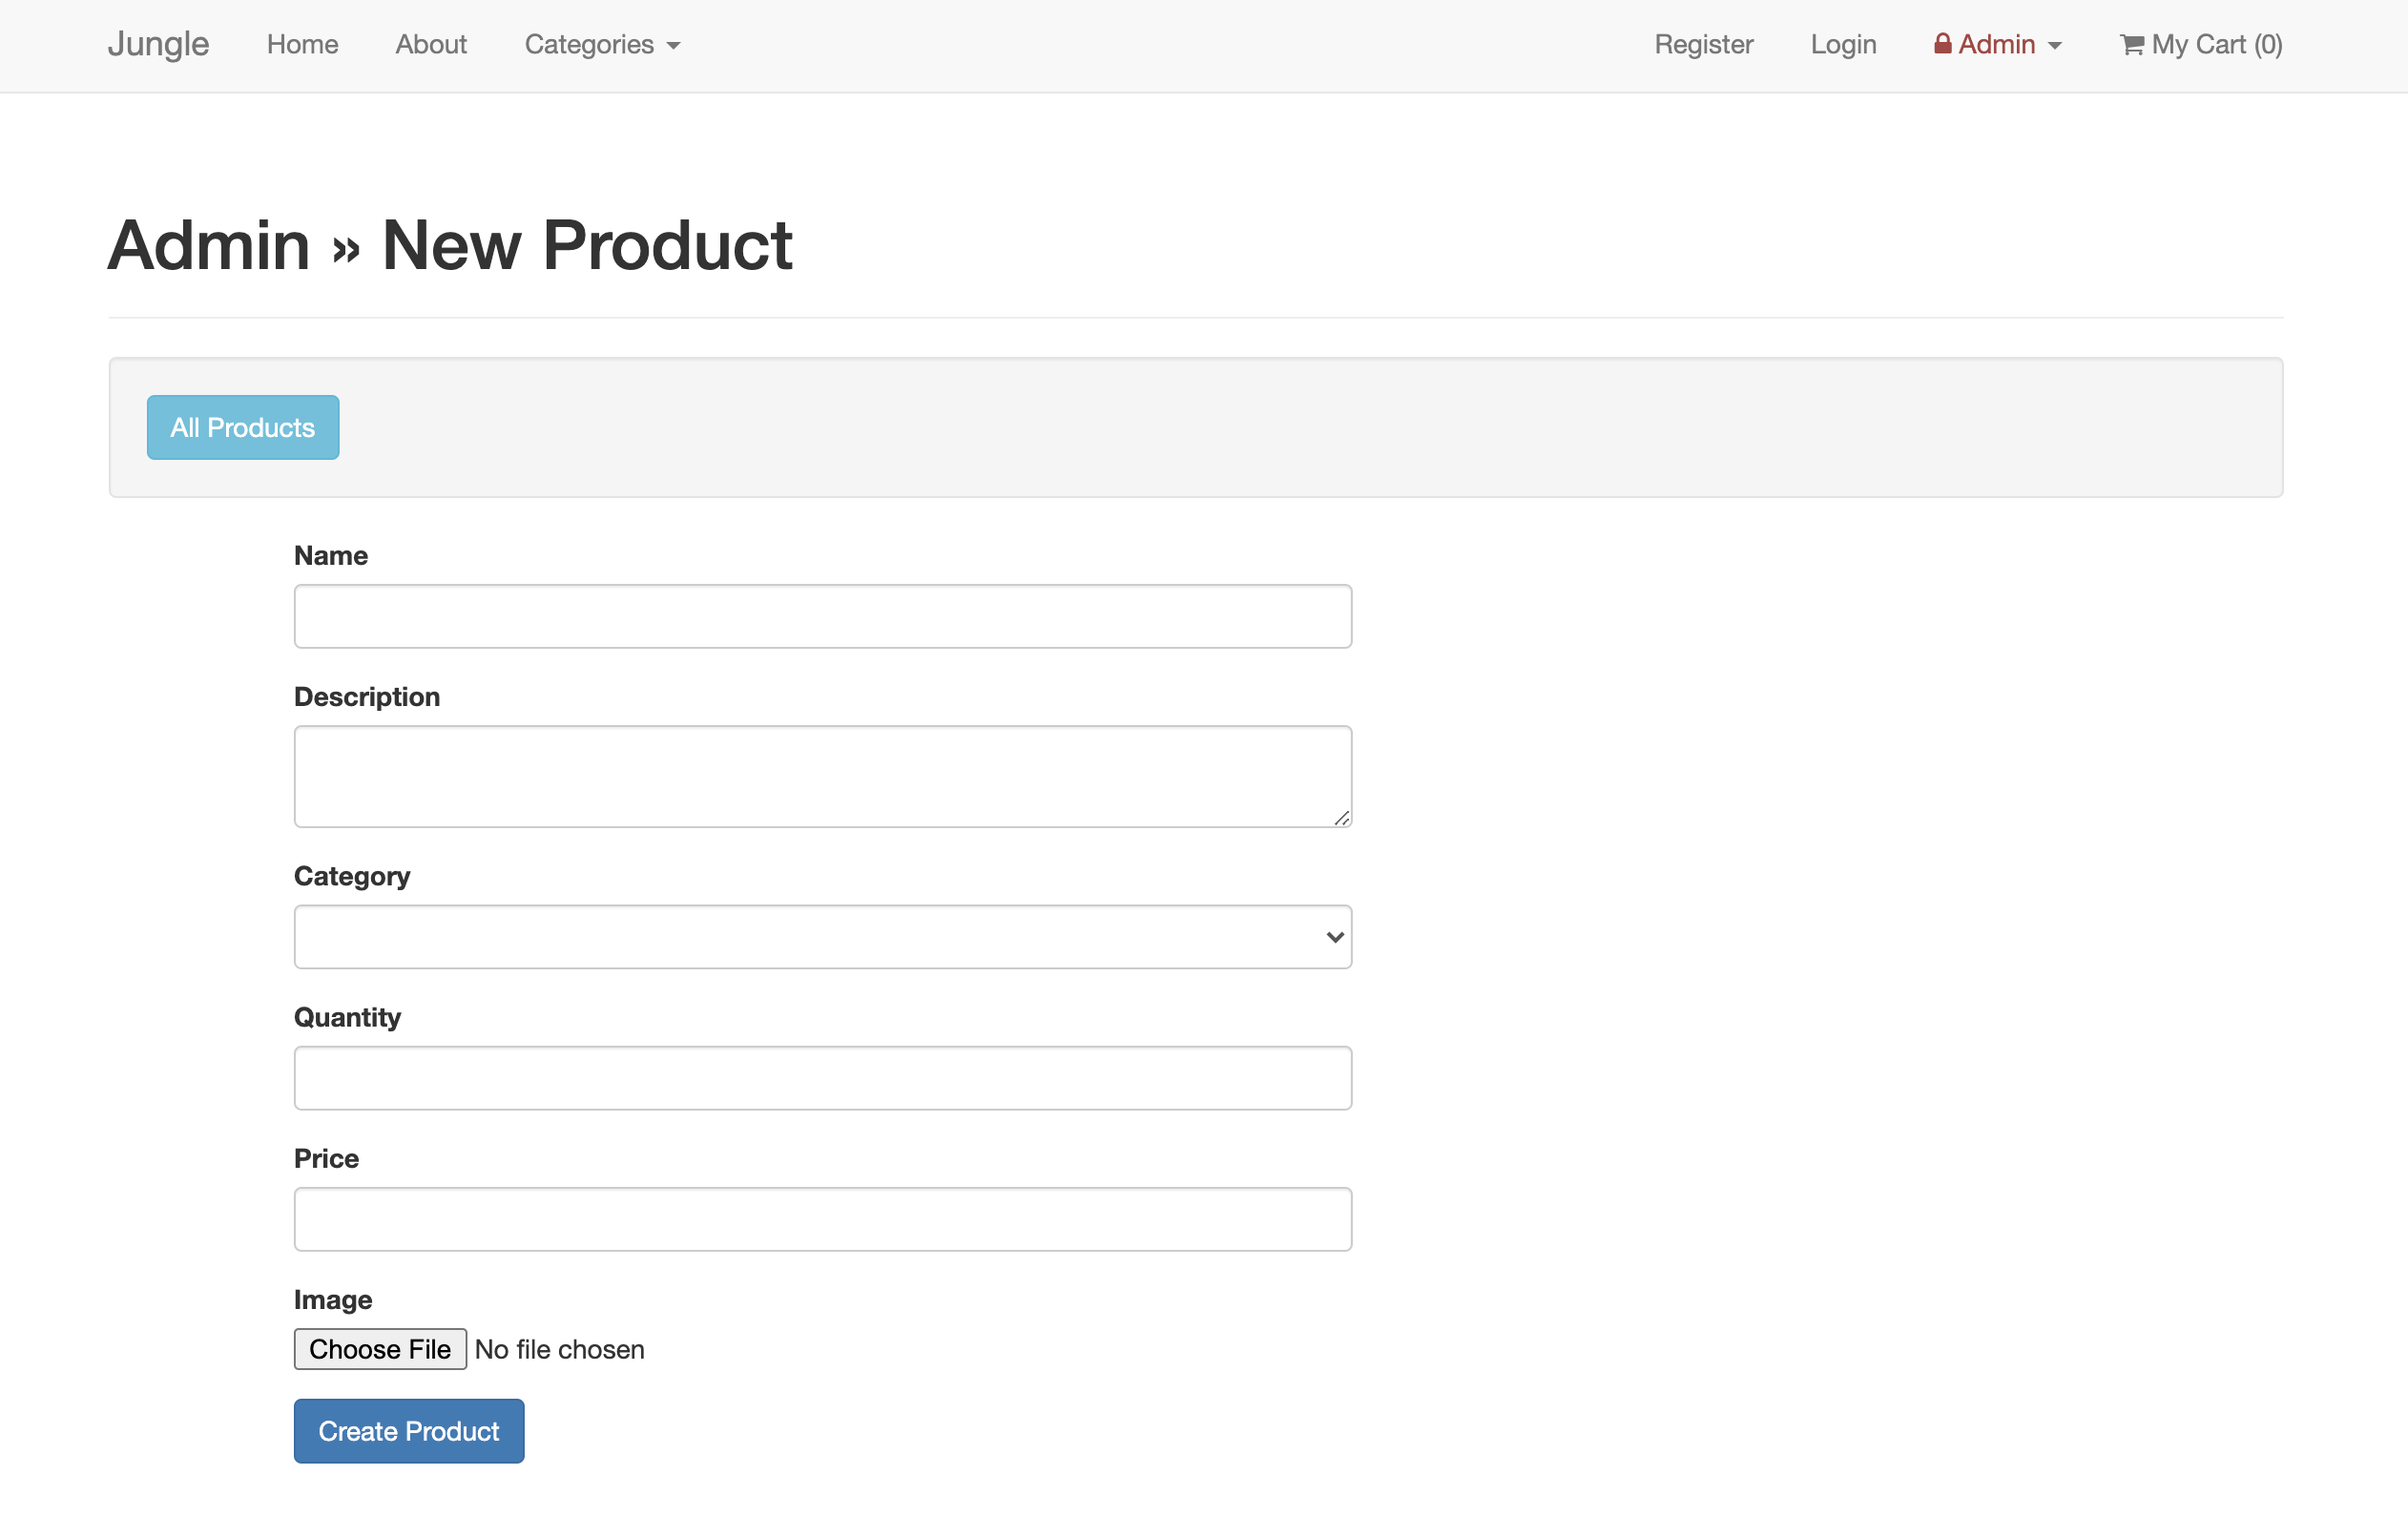 Jungle Home About Categories Register Login Admin My Cart (0)
Admin » New Product
All Products
Name
Description
Category
Quantity
Price
Image
Choose File No file chosen
Create Product